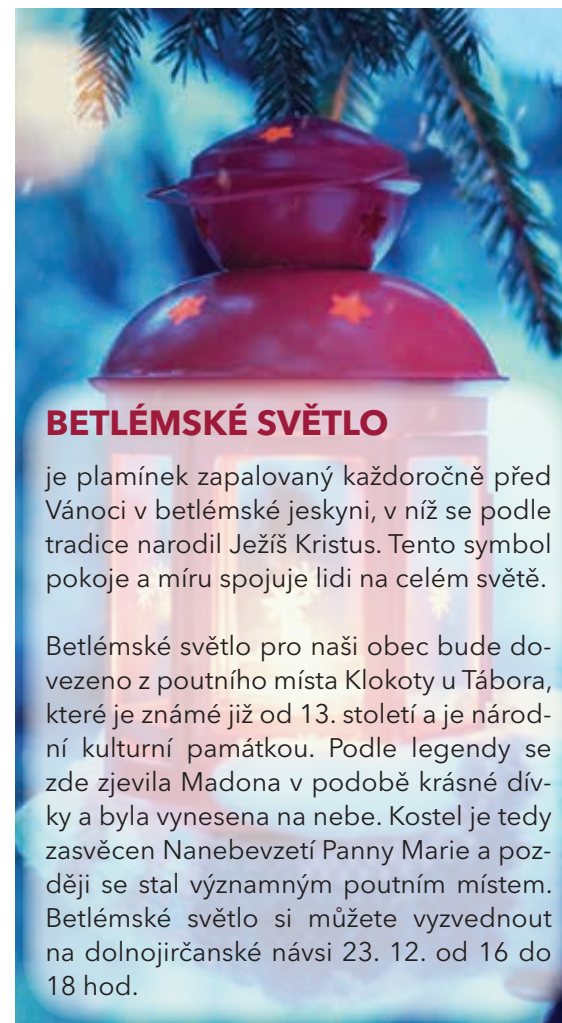 BETLÉMSKÉ SVĚTLO
je plamínek zapalovaný každoročně před
Vánoci v betlémské jeskyni, v níž se podle
tradice narodil Ježíš Kristus. Tento symbol
pokoje a míru spojuje lidi na celém světě.
Betlémské světlo pro naši obec bude do-
vezeno z poutního místa Klokoty u Tábora,
které je známé již od 13. století a je národ-
ní kulturní památkou. Podle legendy se
zde zjevila Madona v podobě krásné dív-
ky a byla vynesena na nebe. Kostel je tedy
zasvěcen Nanebevzetí Panny Marie a poz-
ději se stal významným poutním místem.
Betlémské světlo si můžete vyzvednout
na dolnojirčanské návsi 23. 12. od 16 do
18 hod.